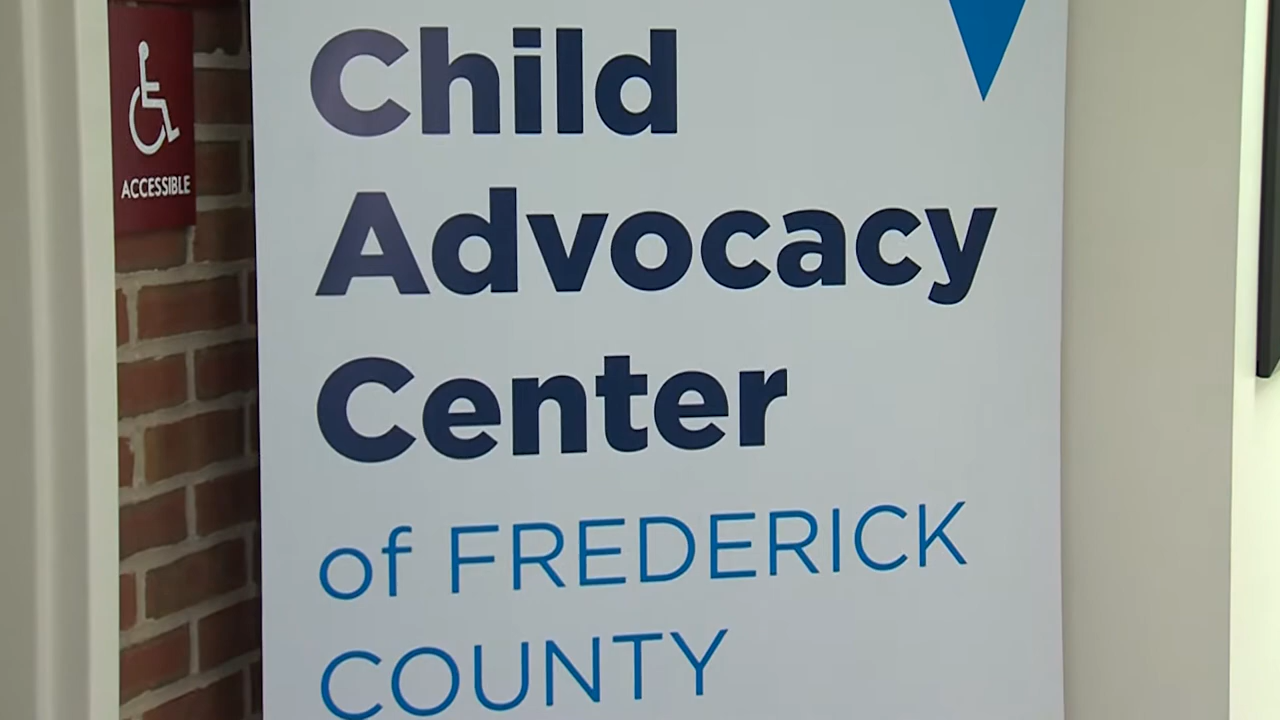 ACCESSIBLE
Child
Advocacy
Center
of FREDERICK
COUNTY